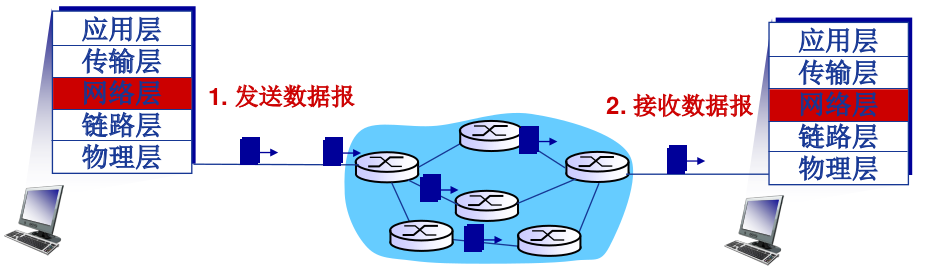 应用层
传输层
网络层
链路层
物理层
1. 发送数据报
2. 接收数据报
应用层
传输层
网络层
链路层
物理层